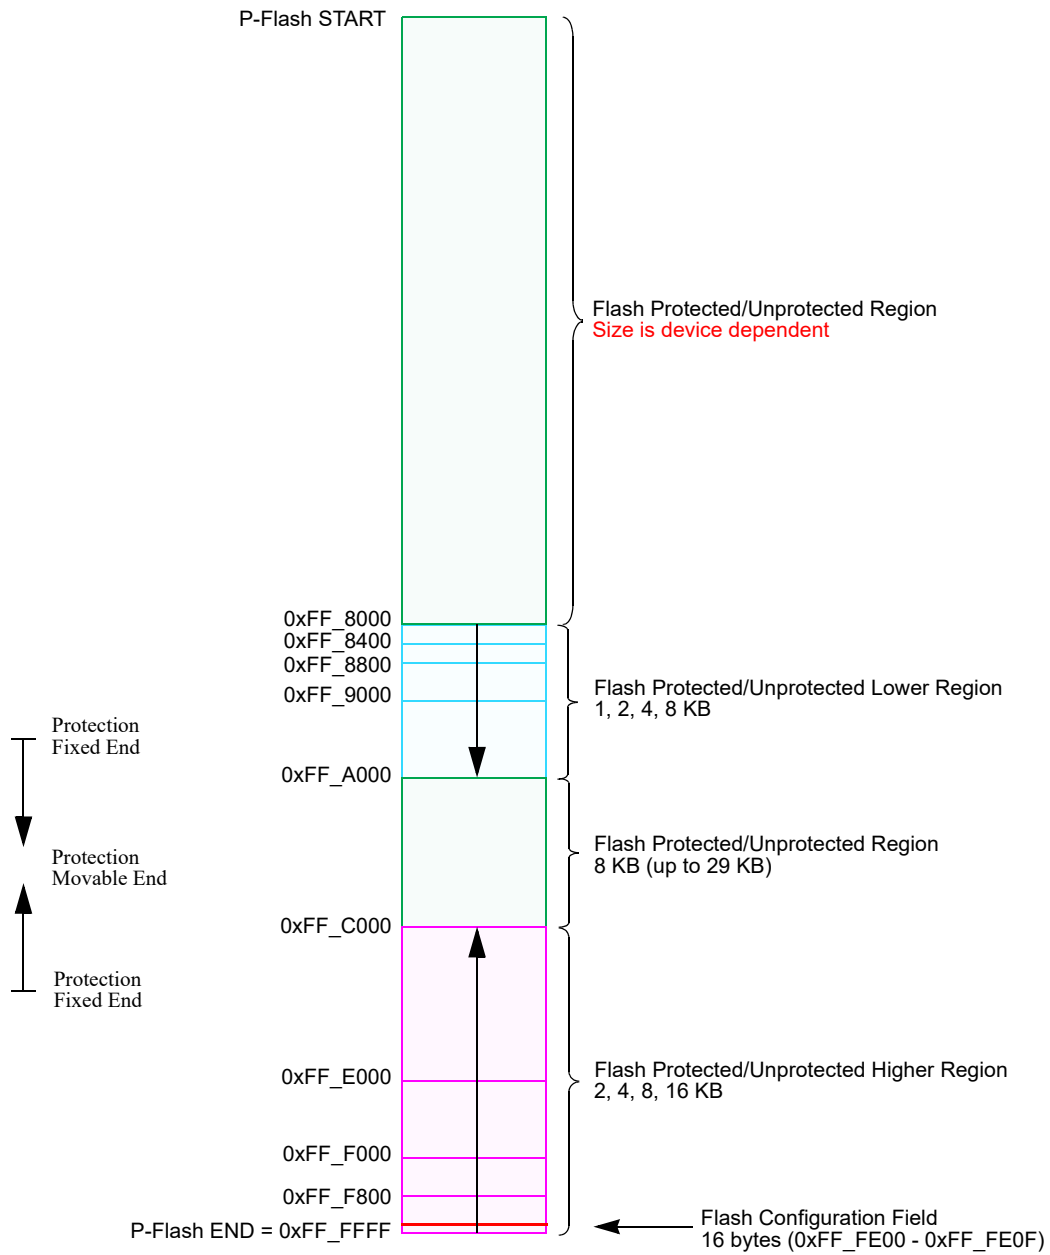 P-Flash START
Flash Protected/Unprotected Region
Size is device dependent
0xFF_8000
0xFF_8400
0xFF_8800
0xFF_9000
Flash Protected/Unprotected Lower Region
1, 2, 4, 8 KB
Protection
Fixed End
0xFF_A000
Flash Protected/Unprotected Region
8 KB (up to 29 KB)
Protection
Movable End
0xFF_C000
Protection
Fixed End
0xFF_E000
Flash Protected/Unprotected Higher Region
2, 4, 8, 16 KB
0xFF_F000
0xFF_F800
P-Flash END = 0xFF_FFFF
Flash Configuration Field
16 bytes (0xFF_FE00 - 0xFF_FE0F)